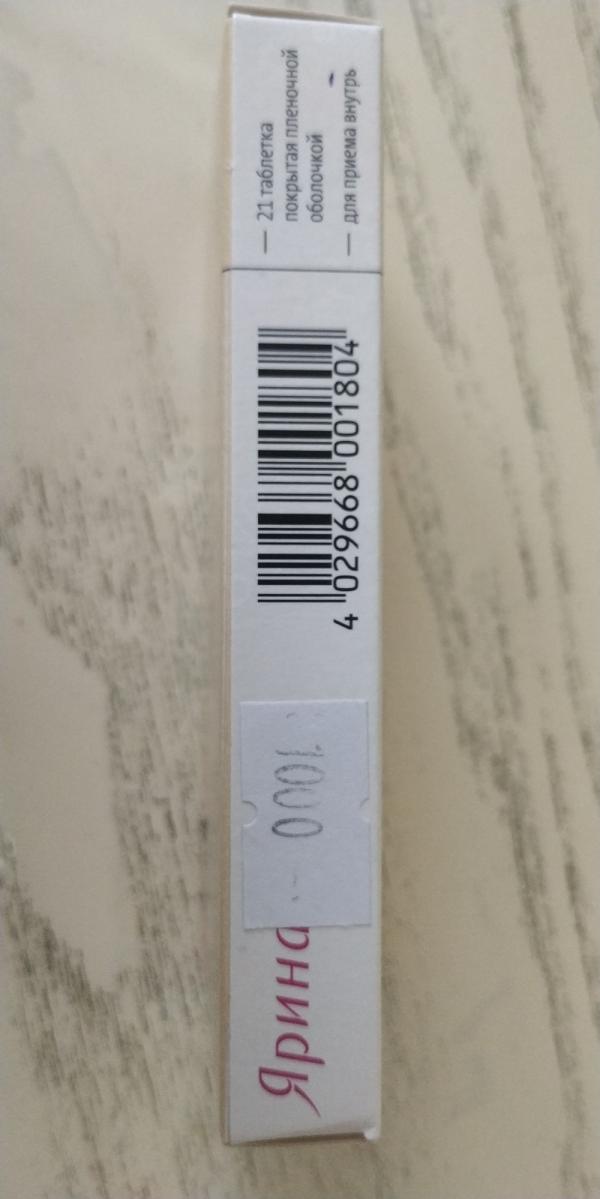 Ярина
1000
4 029668 001804
— 21 таблетка
покрытая пленочной
оболочкой
— для приема внутрь